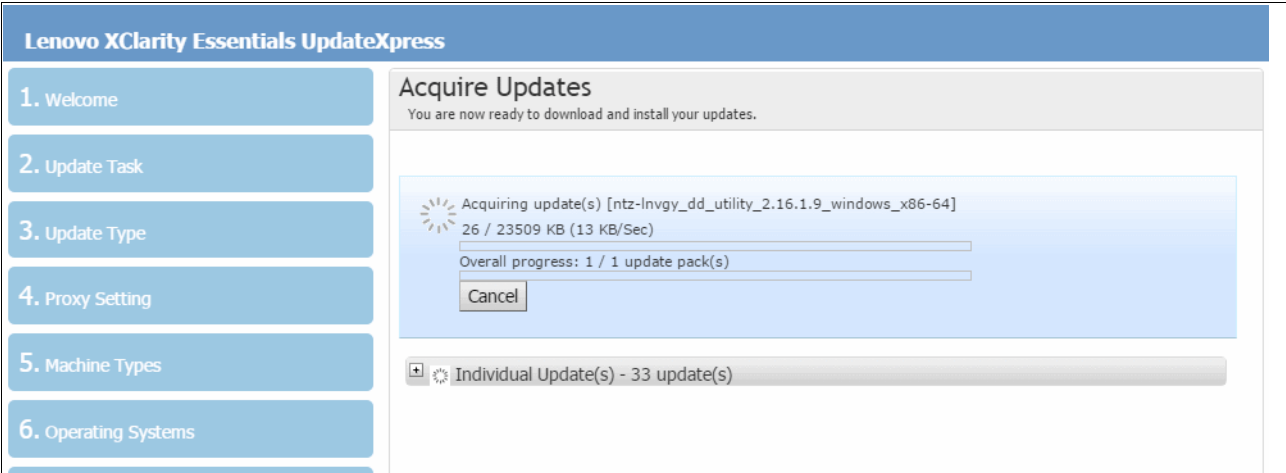 Lenovo XClarity Essentials UpdateXpress
1. Welcome
2. Update Task
3. Update Type
4. Proxy Setting
5. Machine Types
6. Operating Systems
Acquire Updates
You are now ready to download and install your updates.
Acquiring update(s) [ntz-lnvgy_dd_utility_2.16.1.9_windows_x86-64]
26 / 23509 KB (13 KB/Sec)
Overall progress: 1 / 1 update pack(s)
Cancel
Individual Update(s) - 33 update(s)